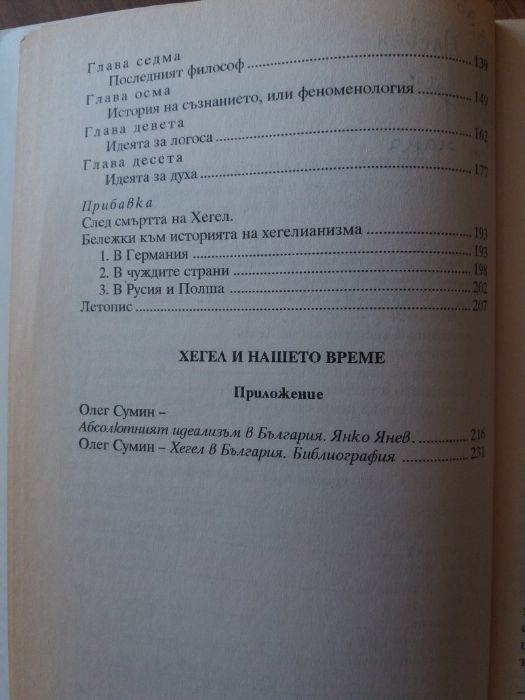 Глава седма
Последният философ 139
Глава осма
История на съзнанието, или феноменология 149
Глава девета
Идеята за логоса 162
Глава десета
Идеята за духа 177
Прибавка
След смъртта на Хегел.
Бележки към историята на хегелианизма 193
1. В Германия 193
2. В чуждите страни 198
3. В Русия и Полша 202
Летопис 207
ХЕГЕЛ И НАШЕТО ВРЕМЕ
Приложение
Олег Сумин –
Абсолютният идеализъм в България. Янко Янев. 216
Олег Сумин – Хегел в България. Библиография 231